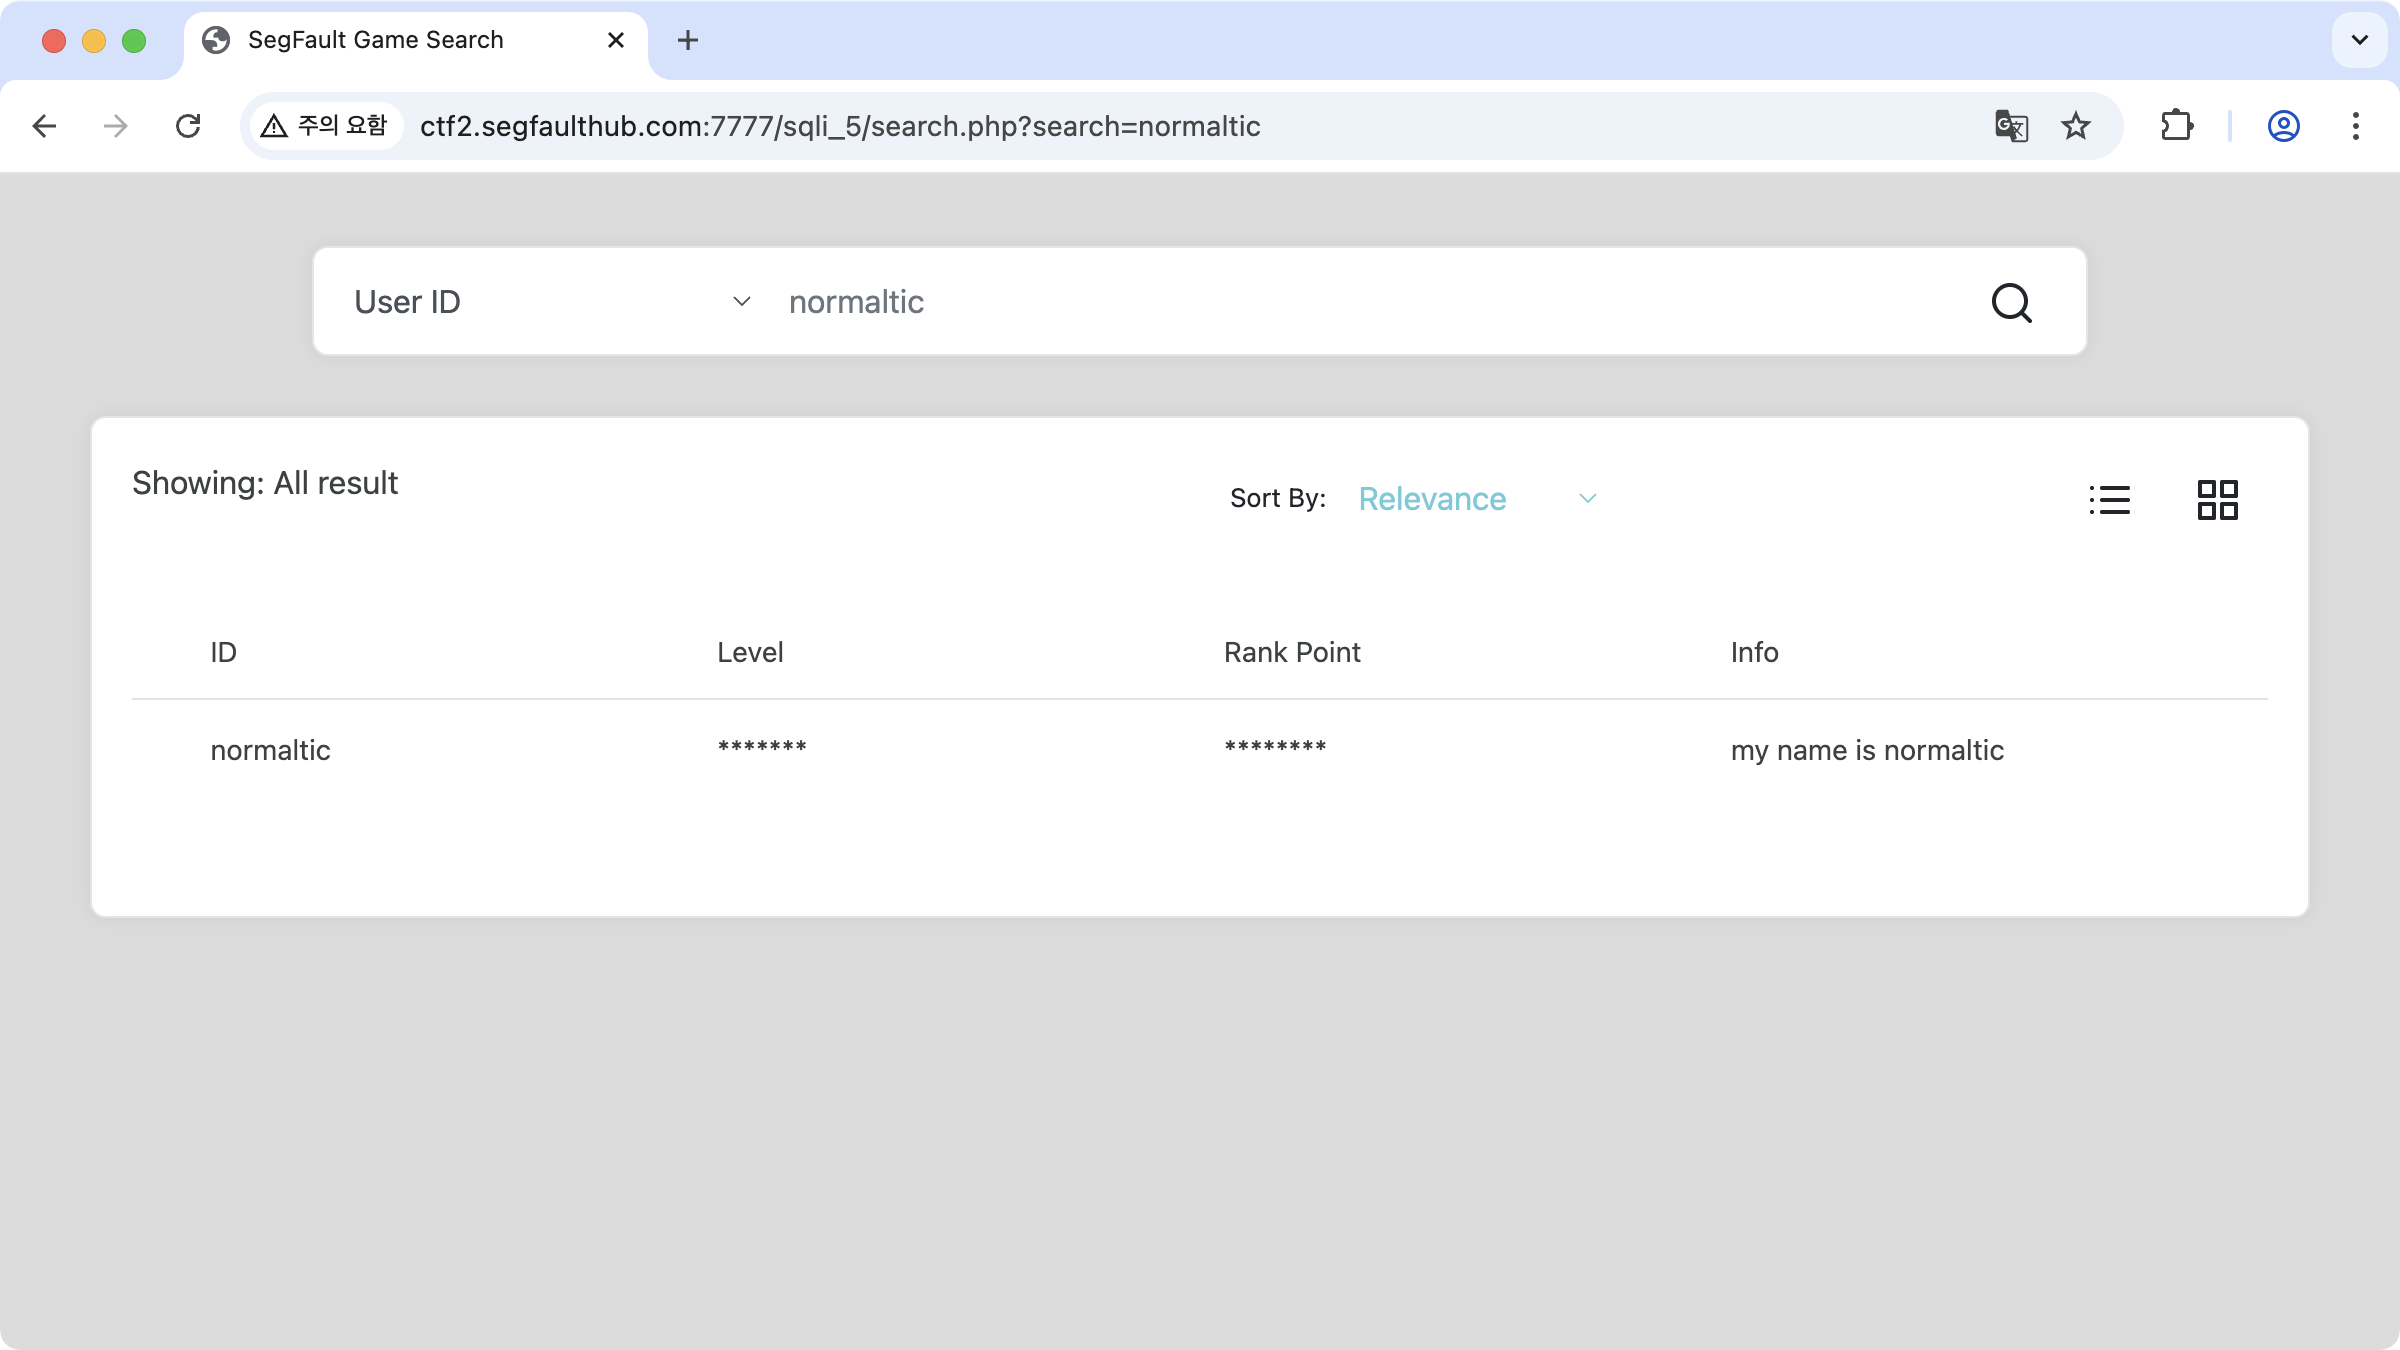 SegFault Game Search
주의 요함
ctf2.segfaulthub.com:7777/sqli_5/search.php?search=normaltic
User ID
normaltic
Showing: All result
Sort By: Relevance
ID Level Rank Point Info
normaltic ******* ******** my name is normaltic